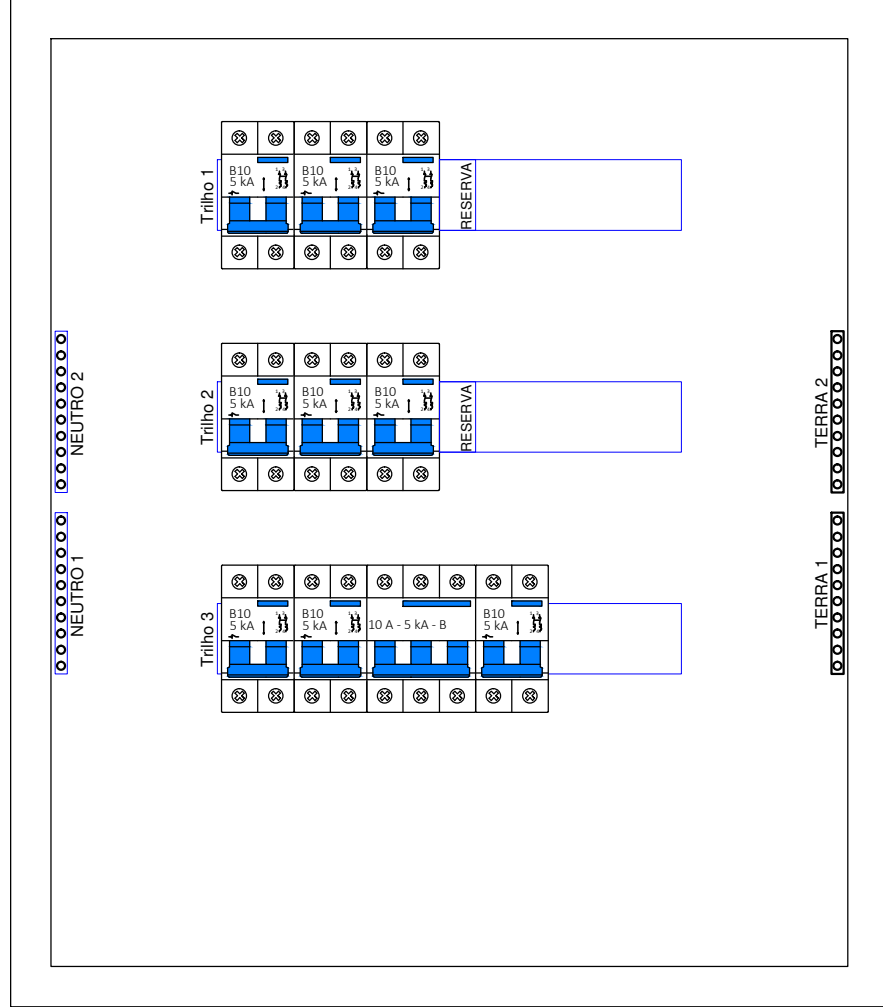 Trilho 1
B10
5 kA
B10
5 kA
B10
5 kA
RESERVA
NEUTRO 2
Trilho 2
B10
5 kA
B10
5 kA
B10
5 kA
RESERVA
TERRA 2
NEUTRO 1
Trilho 3
B10
5 kA
B10
5 kA
10 A - 5 kA - B
B10
5 kA
TERRA 1